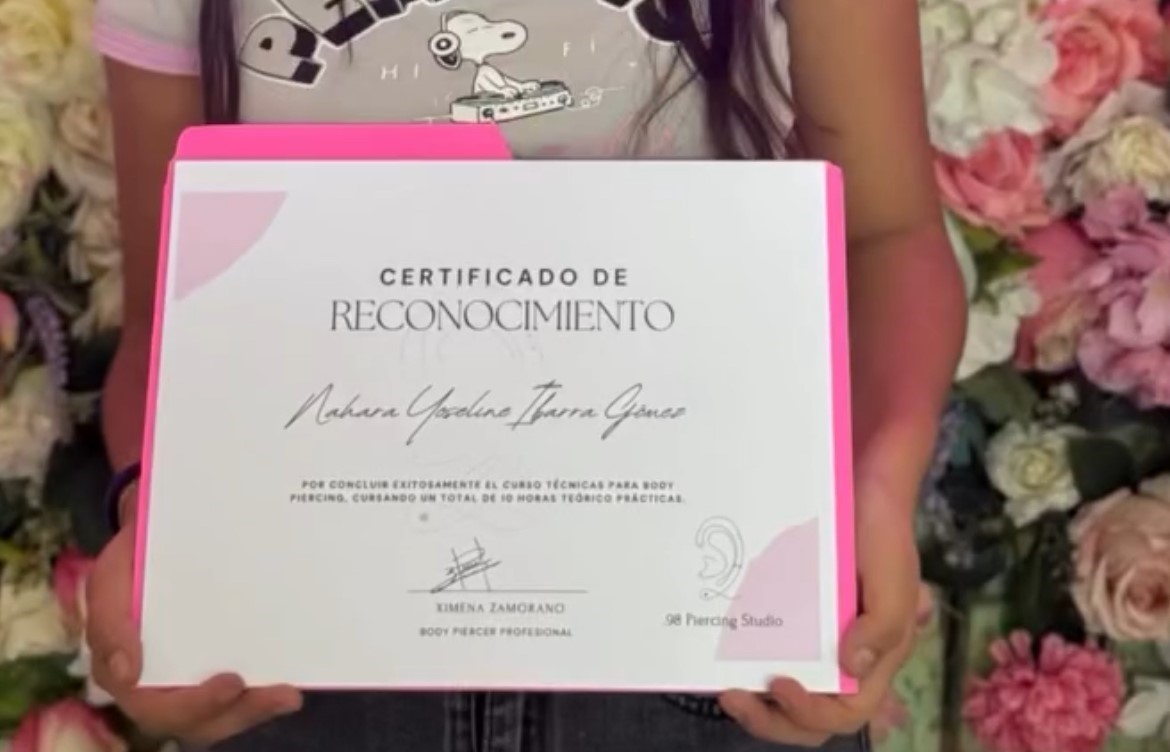 HI FI
CERTIFICADO DE
RECONOCIMIENTO
Nahara Yoseline Ibarra Gómez
POR CONCLUIR EXITOSAMENTE EL CURSO TÉCNICAS PARA BODY
PIERCING, CURSANDO UN TOTAL DE 10 HORAS TEÓRICO PRÁCTICAS.
XIMENA ZAMORANO
BODY PIERCER PROFESIONAL
.98 Piercing Studio